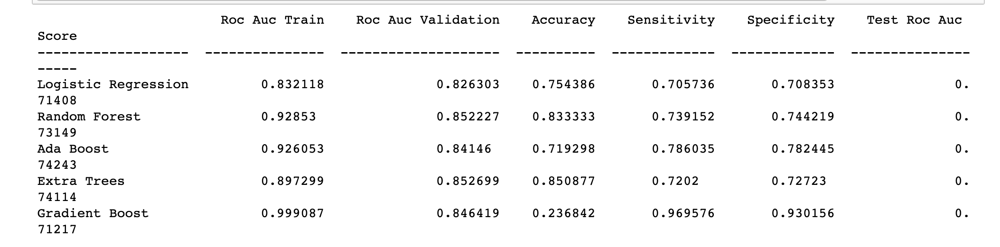 Roc Auc Train Roc Auc Validation Accuracy Sensitivity Specificity Test Roc Auc
Score
------------------- --------------- -------------------- ---------- ------------- ------------- ---------------
-----
Logistic Regression 0.832118 0.826303 0.754386 0.705736 0.708353 0.
71408
Random Forest 0.92853 0.852227 0.833333 0.739152 0.744219 0.
73149
Ada Boost 0.926053 0.84146 0.719298 0.786035 0.782445 0.
74243
Extra Trees 0.897299 0.852699 0.850877 0.7202 0.72723 0.
74114
Gradient Boost 0.999087 0.846419 0.236842 0.969576 0.930156 0.
71217